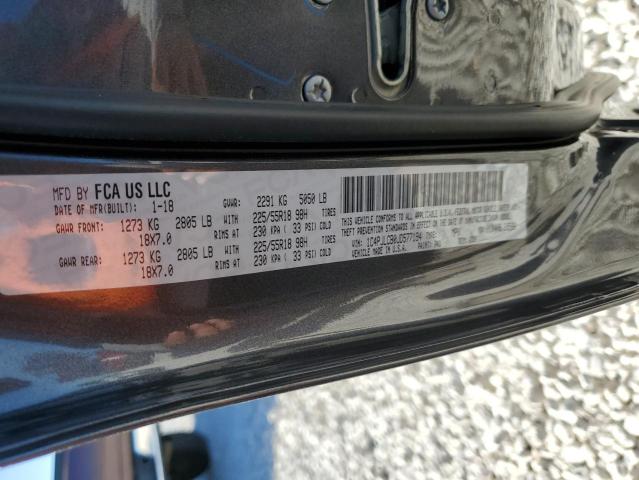 MFD BY FCA US LLC
DATE OF MFR(BUILT): 1-18
GVWR: 2291 KG 5050 LB
GAWR FRONT: 1273 KG 2805 LB 225/55R18 98H TIRES
18X7.0 RIMS AT 230 KPA ( 33 PSI) COLD
GAWR REAR: 1273 KG 2805 LB 225/55R18 98H TIRES
18X7.0 RIMS AT 230 KPA ( 33 PSI) COLD
THIS VEHICLE CONFORMS TO ALL APPLICABLE U.S.A. FEDERAL MOTOR VEHICLE
SAFETY, BUMPER, AND
THEFT PREVENTION STANDARDS IN EFFECT ON THE DATE OF MANUFACTURE SHOWN ABOVE.
VIN: TYPE: MPV
VEHICLE MADE IN U.S.A. PAINT: